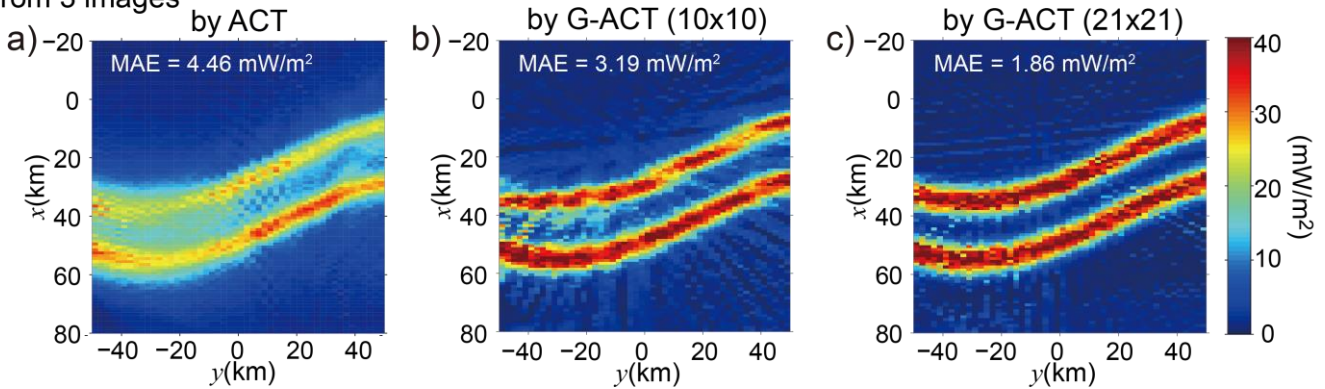 from 3 images
by ACT
by G-ACT (10x10)
by G-ACT (21x21)
a)
MAE = 4.46 mW/m²
−20
0
20
40
60
80
x(km)
−40 −20 0 20 40
y(km)
b)
MAE = 3.19 mW/m²
−20
0
20
40
60
80
x(km)
−40 −20 0 20 40
y(km)
c)
MAE = 1.86 mW/m²
−20
0
20
40
60
80
x(km)
−40 −20 0 20 40
y(km)
40
30
20
10
0
(mW/m²)